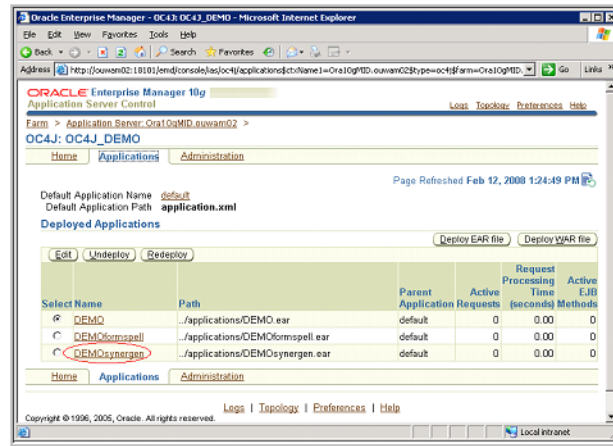 Oracle Enterprise Manager - OC4J: OC4J_DEMO - Microsoft Internet Explorer
File Edit View Favorites Tools Help
Back Search Favorites
Address http://ouwam02:18101/emd/console/ias/oc4j/applications$ctxName1=Ora10gMID.ouwam02$type=oc4j$farm=Ora10gMID. Go Links »
ORACLE Enterprise Manager 10g
Application Server Control
Logs Topology Preferences Help
Farm > Application Server: Ora10gMID.ouwam02 >
OC4J: OC4J_DEMO
Home Applications Administration
Page Refreshed Feb 12, 2008 1:24:49 PM
Default Application Name default
Default Application Path application.xml
Deployed Applications
Deploy EAR file Deploy WAR file
Edit Undeploy Redeploy
Select Name Path Parent Application Active Requests Request Processing Time (seconds) Active EJB Methods
DEMO ../applications/DEMO.ear default 0 0.00 0
DEMOformspell ../applications/DEMOformspell.ear default 0 0.00 0
DEMOsynergen ../applications/DEMOsynergen.ear default 0 0.00 0
Home Applications Administration
Logs | Topology | Preferences | Help
Copyright © 1996, 2005, Oracle. All rights reserved.
Local intranet